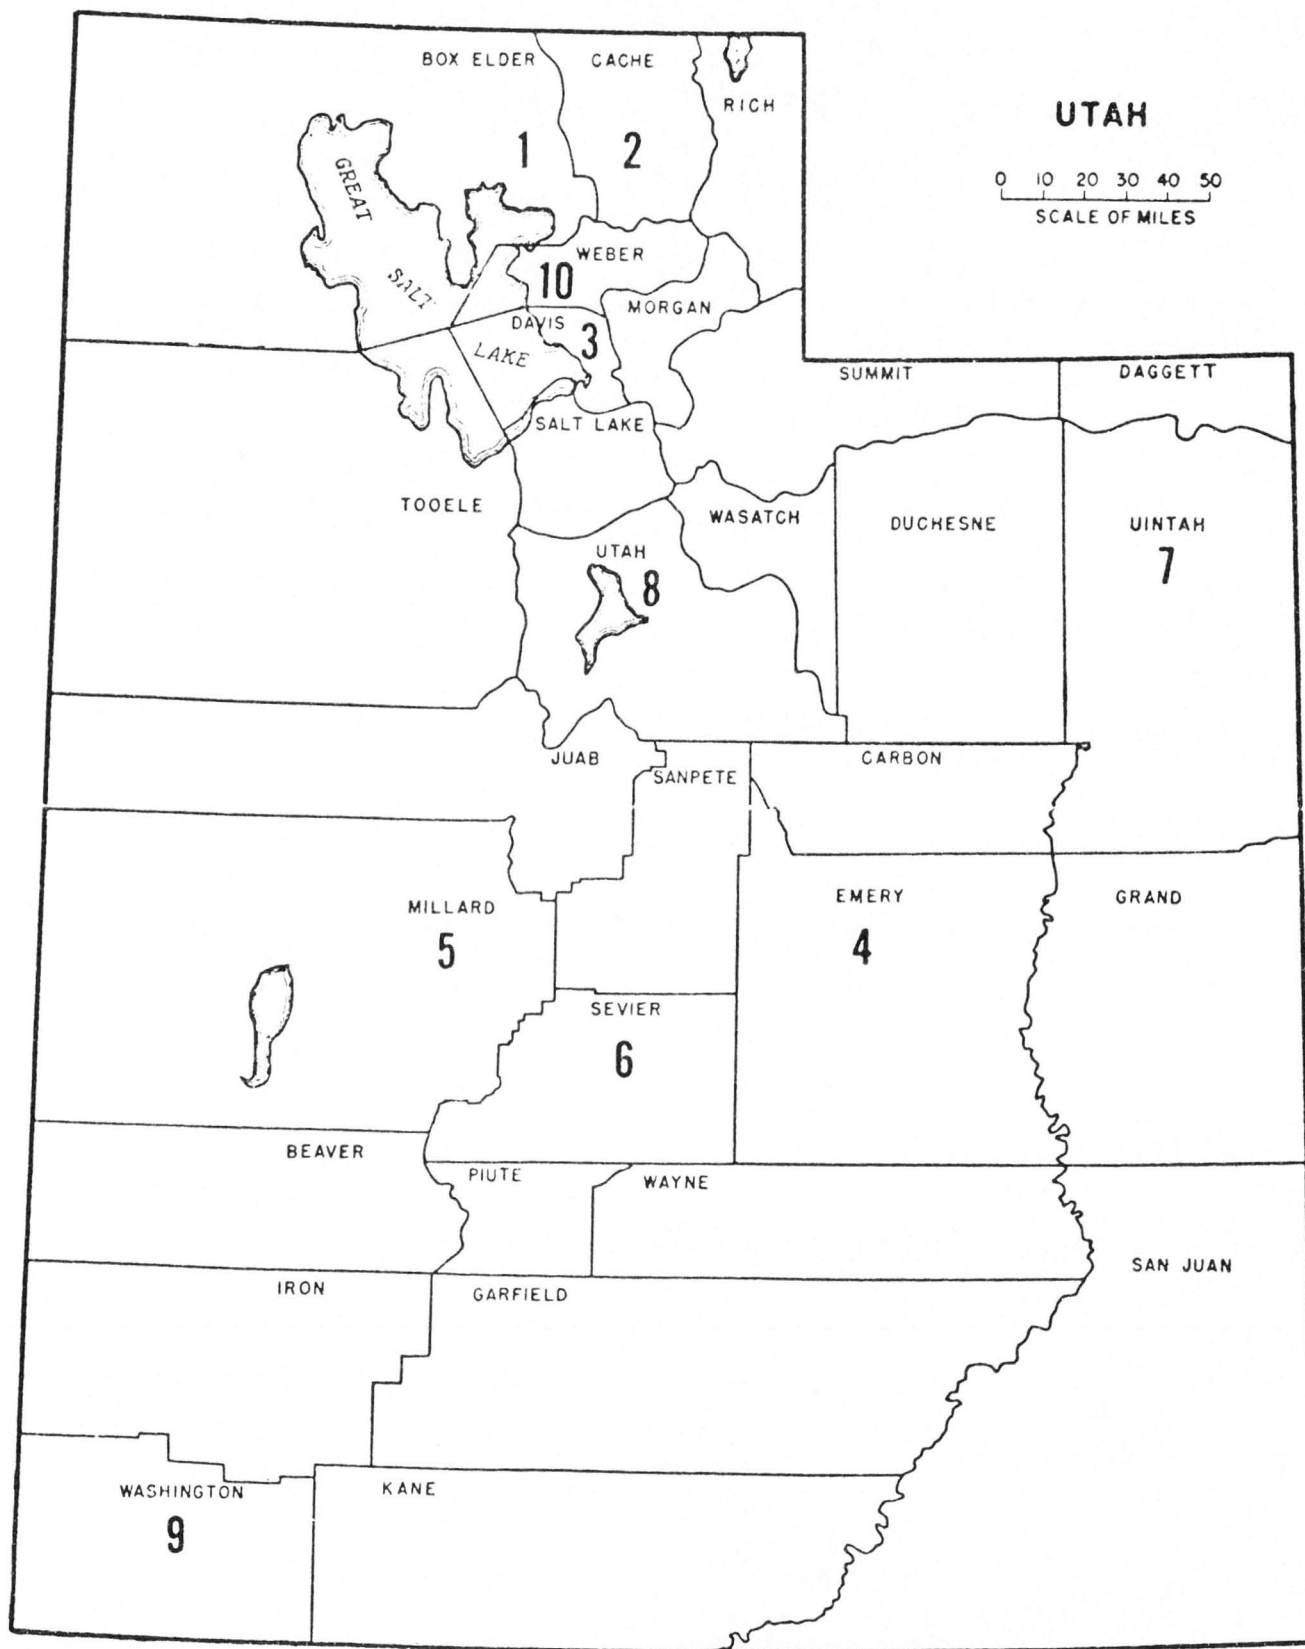 BOX ELDER
CACHE
RICH
UTAH
1
2
0 10 20 30 40 50
SCALE OF MILES
GREAT
SALT
LAKE
WEBER
10
MORGAN
DAVIS
3
SUMMIT
DAGGETT
SALT LAKE
TOOELE
WASATCH
DUCHESNE
UINTAH
7
UTAH
8
JUAB
SANPETE
CARBON
MILLARD
5
EMERY
4
GRAND
SEVIER
6
BEAVER
PIUTE
WAYNE
SAN JUAN
IRON
GARFIELD
WASHINGTON
9
KANE